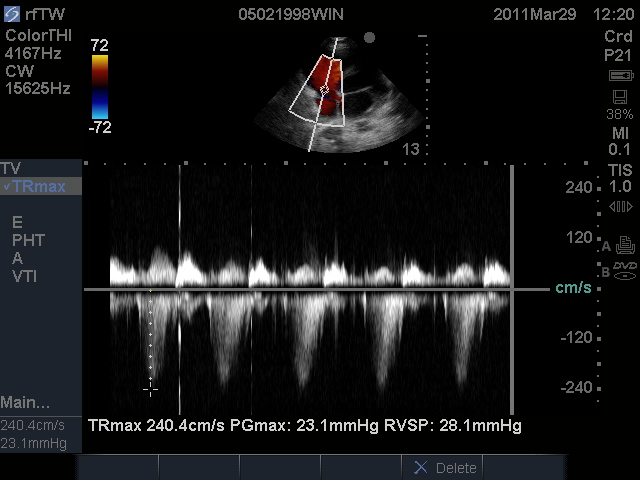 rfTW 05021998WIN 2011Mar29 12:20
ColorTHI
4167Hz
CW
15625Hz
72
-72
13
Crd
P21
38%
MI
0.1
TIS
1.0
A
B DVD
TV
✓TRmax
E
PHT
A
VTI
Main...
240.4cm/s
23.1mmHg
240
120
cm/s
-120
-240
TRmax 240.4cm/s PGmax: 23.1mmHg RVSP: 28.1mmHg
Delete